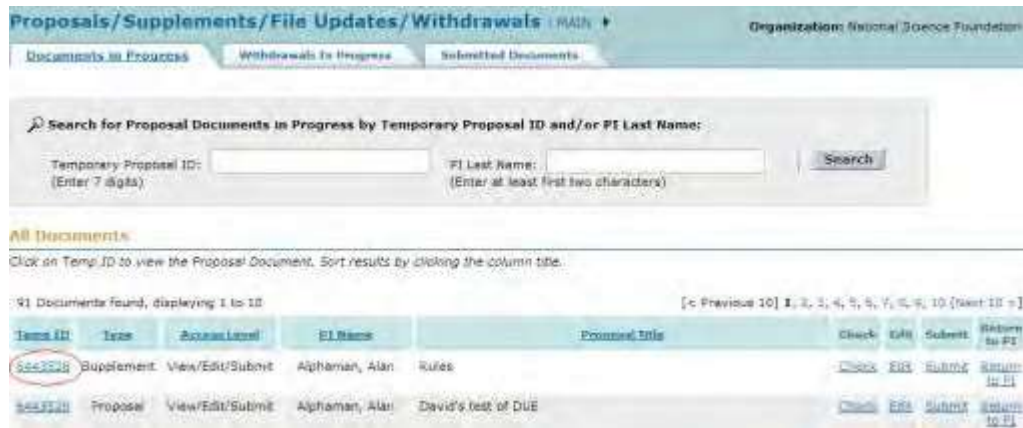 Proposals/Supplements/File Updates/Withdrawals MAIN
Organization: National Science Foundation
Documents in Progress Withdrawals in Progress Submitted Documents
Search for Proposal Documents in Progress by Temporary Proposal ID and/or PI Last Name:
Temporary Proposal ID: PI Last Name: Search
(Enter 7 digits) (Enter at least first two characters)
All Documents
Click on Temp ID to view the Proposal Document. Sort results by clicking the column title.
91 Documents found, displaying 1 to 10 [< Previous 10] 1, 2, 3, 4, 5, 6, 7, 8, 9, 10 [Next 10 >]
Temp ID Type Access Level PI Name Proposal Title Check Edit Submit Return to PI
Supplement View/Edit/Submit Alphaman, Alan Rules Check Edit Submit Return to PI
Proposal View/Edit/Submit Alphaman, Alan David's test of DUE Check Edit Submit Return to PI